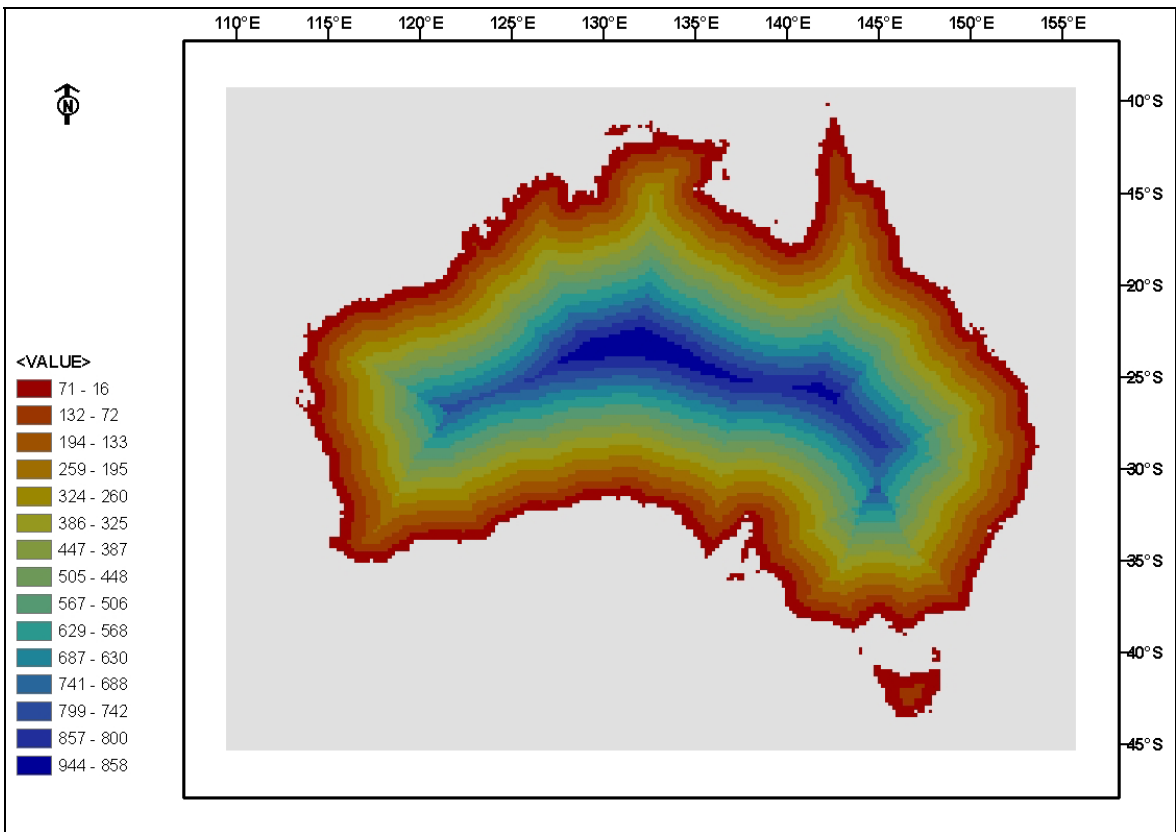 110°E 115°E 120°E 125°E 130°E 135°E 140°E 145°E 150°E 155°E
N
10°S
15°S
20°S
25°S
30°S
35°S
40°S
45°S
<VALUE>
71 - 16
132 - 72
194 - 133
259 - 195
324 - 260
386 - 325
447 - 387
505 - 448
567 - 506
629 - 568
687 - 630
741 - 688
799 - 742
857 - 800
944 - 858